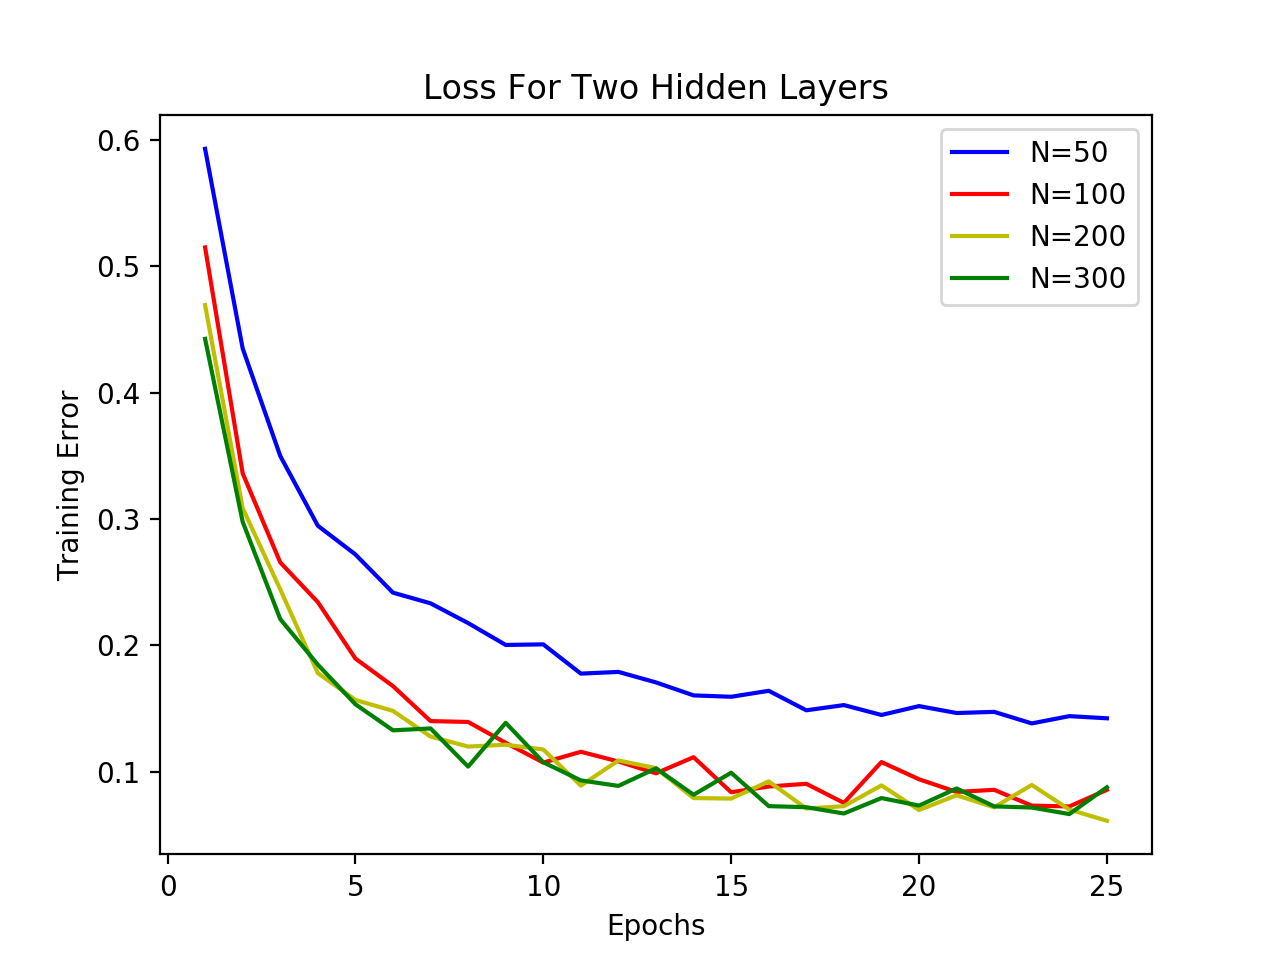 Loss For Two Hidden Layers
0.6
0.5
0.4
0.3
0.2
0.1
Training Error
N=50
N=100
N=200
N=300
0 5 10 15 20 25
Epochs